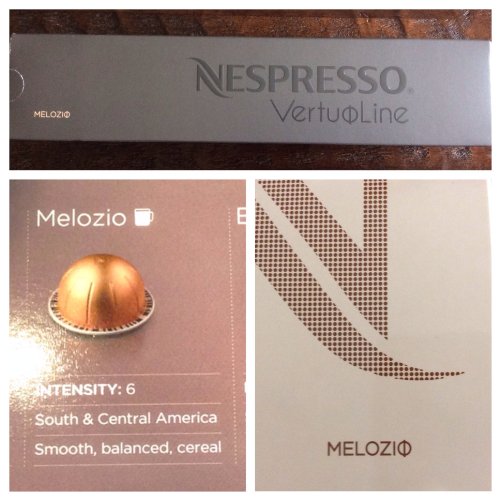 NESPRESSO®
VertuoLine
MELOZIO
Melozio
INTENSITY: 6
South & Central America
Smooth, balanced, cereal
MELOZIO